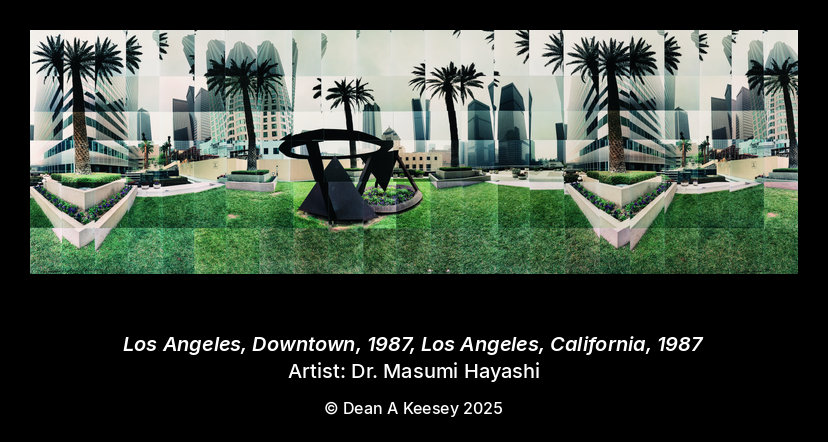 Los Angeles, Downtown, 1987, Los Angeles, California, 1987
Artist: Dr. Masumi Hayashi
© Dean A Keesey 2025